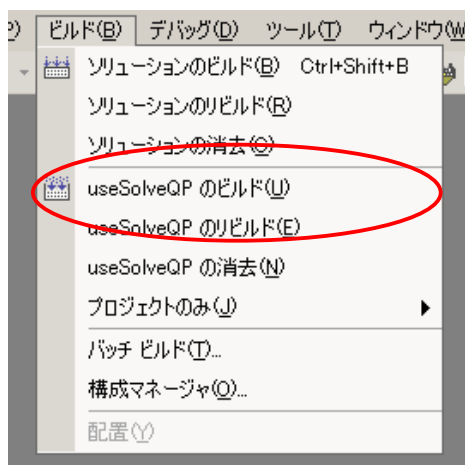 P) ビルド(B) デバッグ(D) ツール(T) ウィンドウ(W
ソリューションのビルド(B) Ctrl+Shift+B
ソリューションのリビルド(R)
ソリューションの消去(C)
useSolveQP のビルド(U)
useSolveQP のリビルド(E)
useSolveQP の消去(N)
プロジェクトのみ(J)
バッチ ビルド(T)...
構成マネージャ(O)...
配置(Y)